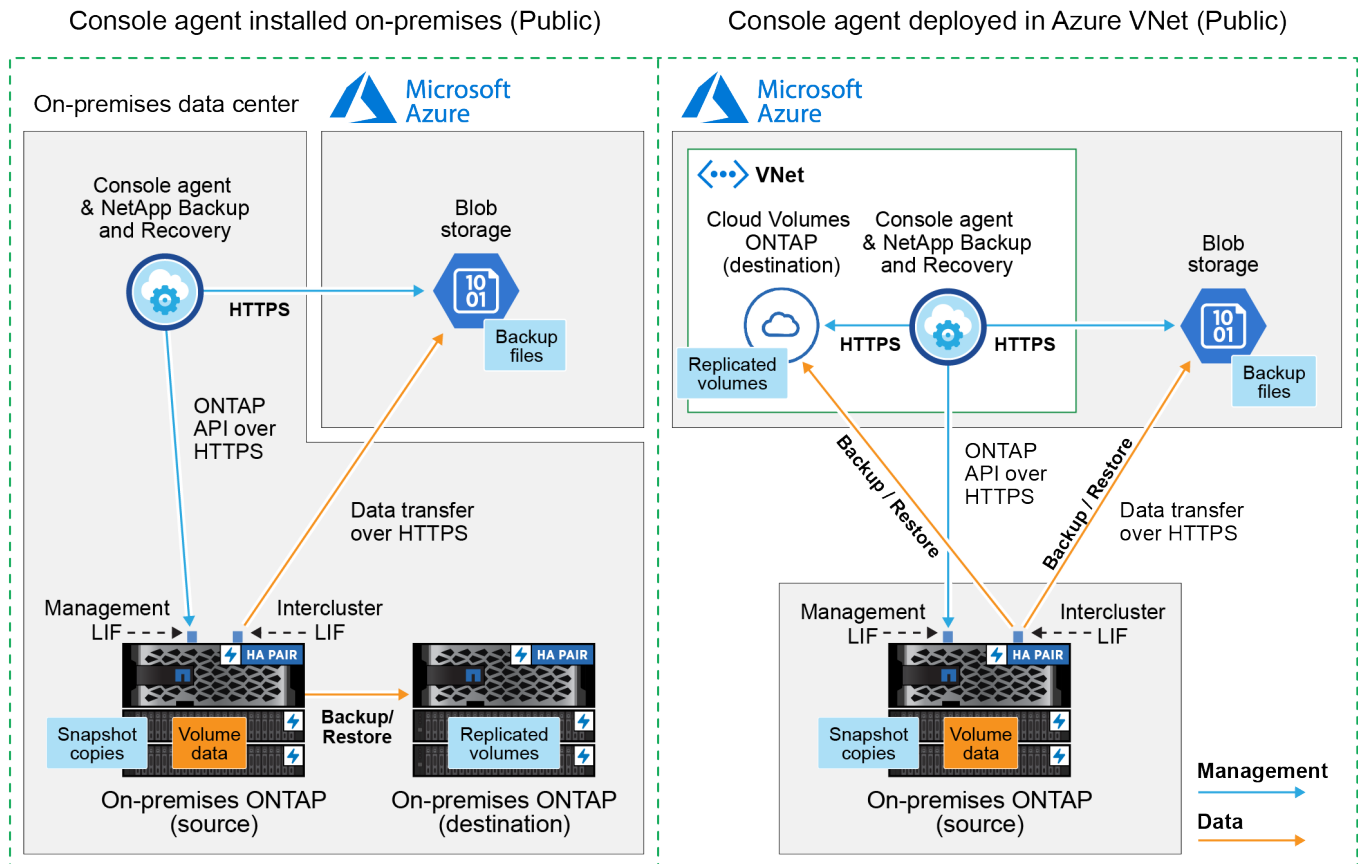 Console agent installed on-premises (Public)
On-premises data center
Microsoft
Azure
Console agent
& NetApp Backup
and Recovery
Blob
storage
10
01
HTTPS
Backup
files
ONTAP
API over
HTTPS
Data transfer
over HTTPS
Management
LIF
Intercluster
LIF
HA PAIR
HA PAIR
Backup/
Restore
Snapshot
copies
Volume
data
Replicated
volumes
On-premises ONTAP
(source)
On-premises ONTAP
(destination)
Console agent deployed in Azure VNet (Public)
Microsoft
Azure
VNet
Cloud Volumes
ONTAP
(destination)
Console agent
& NetApp Backup
and Recovery
Blob
storage
10
01
HTTPS
HTTPS
Replicated
volumes
Backup
files
Backup / Restore
ONTAP
API over
HTTPS
Backup / Restore
Data transfer
over HTTPS
Management
LIF
Intercluster
LIF
HA PAIR
Snapshot
copies
Volume
data
On-premises ONTAP
(source)
Management
Data